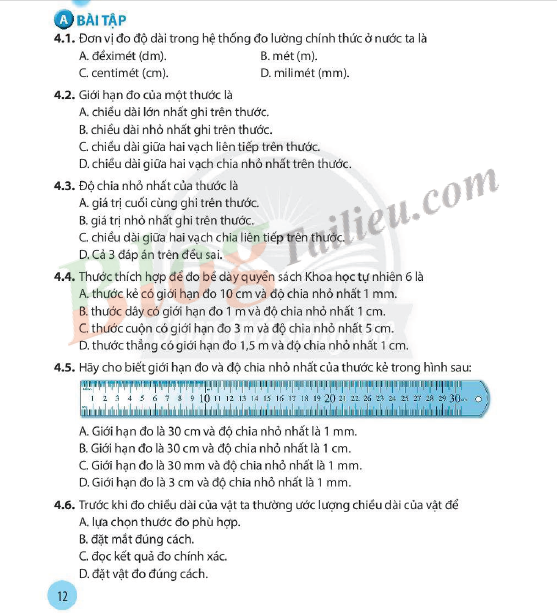 A BÀI TẬP
4.1. Đơn vị đo độ dài trong hệ thống đo lường chính thức ở nước ta là
A. đềximét (dm). B. mét (m).
C. centimét (cm). D. milimét (mm).
4.2. Giới hạn đo của một thước là
A. chiều dài lớn nhất ghi trên thước.
B. chiều dài nhỏ nhất ghi trên thước.
C. chiều dài giữa hai vạch liên tiếp trên thước.
D. chiều dài giữa hai vạch chia nhỏ nhất trên thước.
4.3. Độ chia nhỏ nhất của thước là
A. giá trị cuối cùng ghi trên thước.
B. giá trị nhỏ nhất ghi trên thước.
C. chiều dài giữa hai vạch chia liên tiếp trên thước.
D. Cả 3 đáp án trên đều sai.
4.4. Thước thích hợp để đo bề dày quyển sách Khoa học tự nhiên 6 là
A. thước kẻ có giới hạn đo 10 cm và độ chia nhỏ nhất 1 mm.
B. thước dây có giới hạn đo 1 m và độ chia nhỏ nhất 1 cm.
C. thước cuộn có giới hạn đo 3 m và độ chia nhỏ nhất 5 cm.
D. thước thẳng có giới hạn đo 1,5 m và độ chia nhỏ nhất 1 cm.
4.5. Hãy cho biết giới hạn đo và độ chia nhỏ nhất của thước kẻ trong hình sau:
1 2 3 4 5 6 7 8 9 10 11 12 13 14 15 16 17 18 19 20 21 22 23 24 25 26 27 28 29 30
A. Giới hạn đo là 30 cm và độ chia nhỏ nhất là 1 mm.
B. Giới hạn đo là 30 cm và độ chia nhỏ nhất là 1 cm.
C. Giới hạn đo là 30 mm và độ chia nhỏ nhất là 1 mm.
D. Giới hạn đo là 3 cm và độ chia nhỏ nhất là 1 mm.
4.6. Trước khi đo chiều dài của vật ta thường ước lượng chiều dài của vật để
A. lựa chọn thước đo phù hợp.
B. đặt mắt đúng cách.
C. đọc kết quả đo chính xác.
D. đặt vật đo đúng cách.
12
Blog Tailieu.com